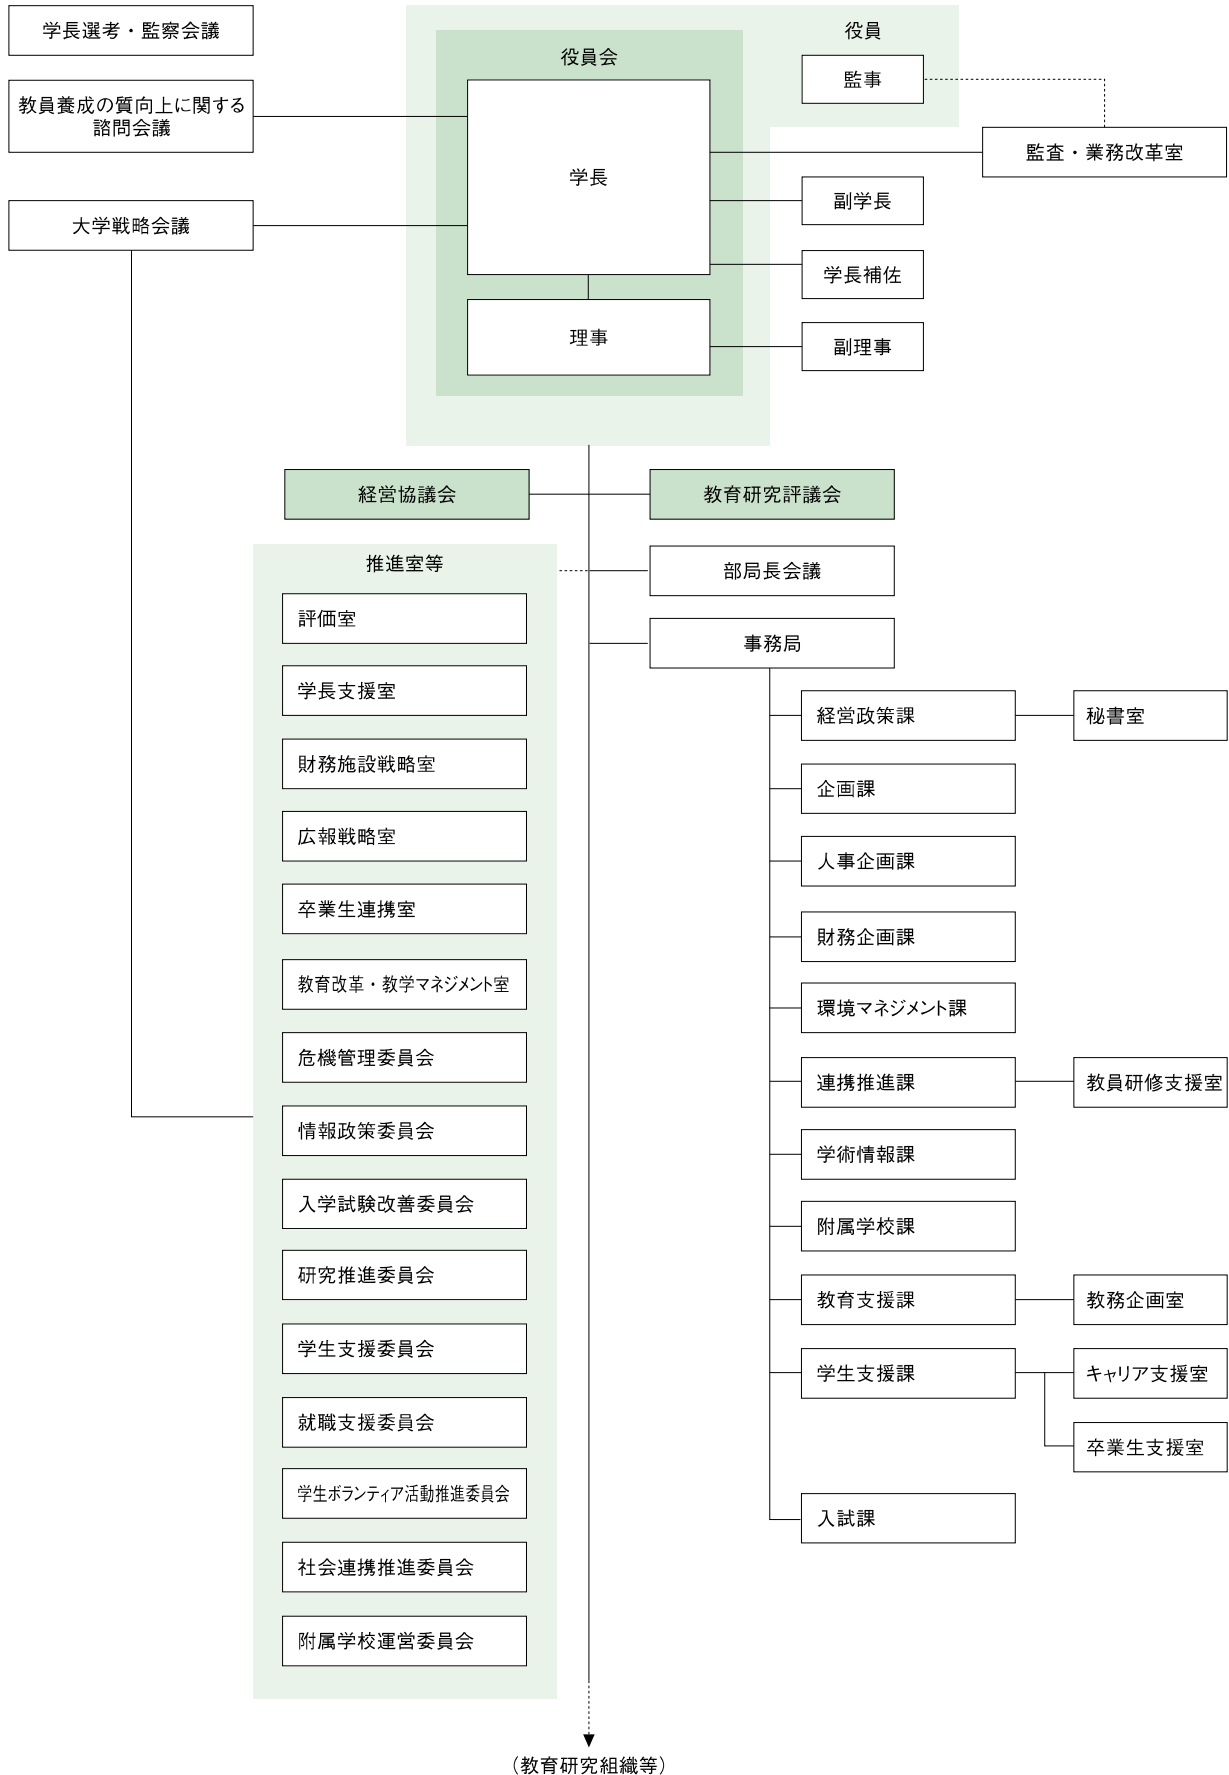 学長選考・監察会議
教員養成の質向上に関する
諮問会議
大学戦略会議
役員
役員会
学長
理事
監事
監査・業務改革室
副学長
学長補佐
副理事
経営協議会
教育研究評議会
部局長会議
事務局
推進室等
評価室
学長支援室
財務施設戦略室
広報戦略室
卒業生連携室
教育改革・教学マネジメント室
危機管理委員会
情報政策委員会
入学試験改善委員会
研究推進委員会
学生支援委員会
就職支援委員会
学生ボランティア活動推進委員会
社会連携推進委員会
附属学校運営委員会
経営政策課
秘書室
企画課
人事企画課
財務企画課
環境マネジメント課
連携推進課
教員研修支援室
学術情報課
附属学校課
教育支援課
教務企画室
学生支援課
キャリア支援室
卒業生支援室
入試課
（教育研究組織等）